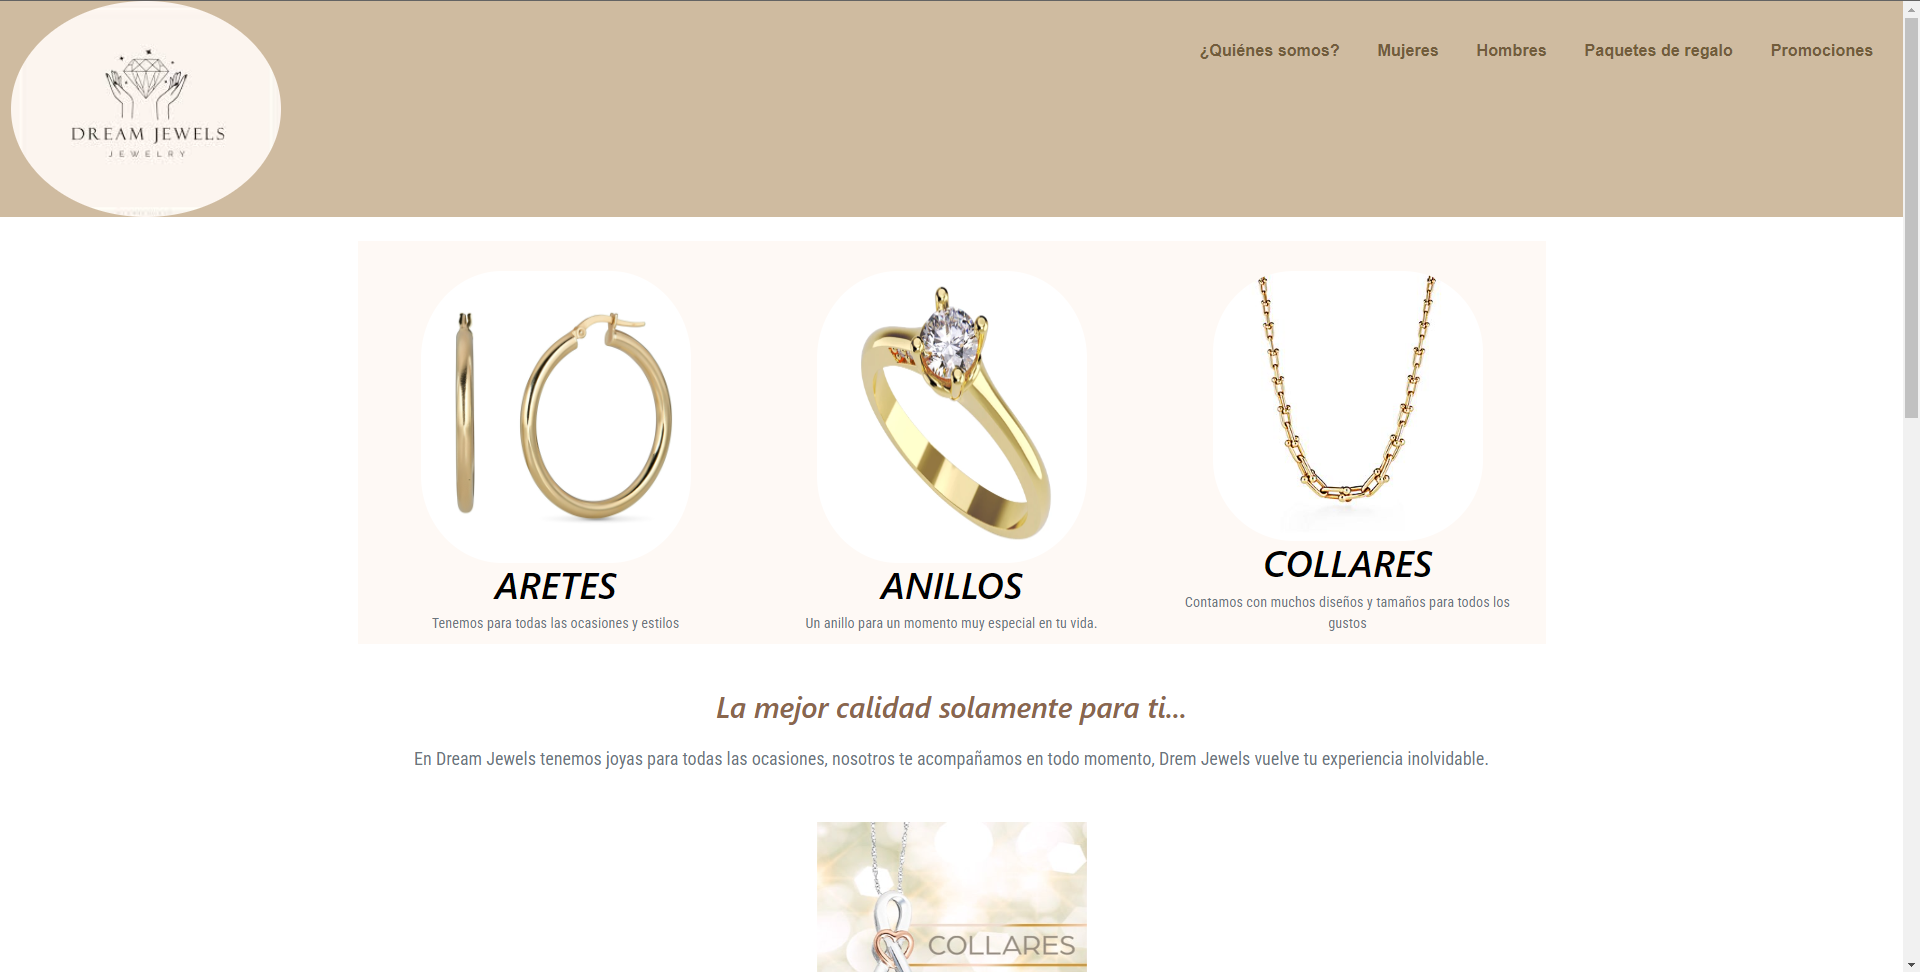 DREAM JEWELS
JEWELRY
¿Quiénes somos?
Mujeres
Hombres
Paquetes de regalo
Promociones
ARETES
Tenemos para todas las ocasiones y estilos
ANILLOS
Un anillo para un momento muy especial en tu vida.
COLLARES
Contamos con muchos diseños y tamaños para todos los
gustos
La mejor calidad solamente para ti...
En Dream Jewels tenemos joyas para todas las ocasiones, nosotros te acompañamos en todo momento, Drem Jewels vuelve tu experiencia inolvidable.
COLLARES